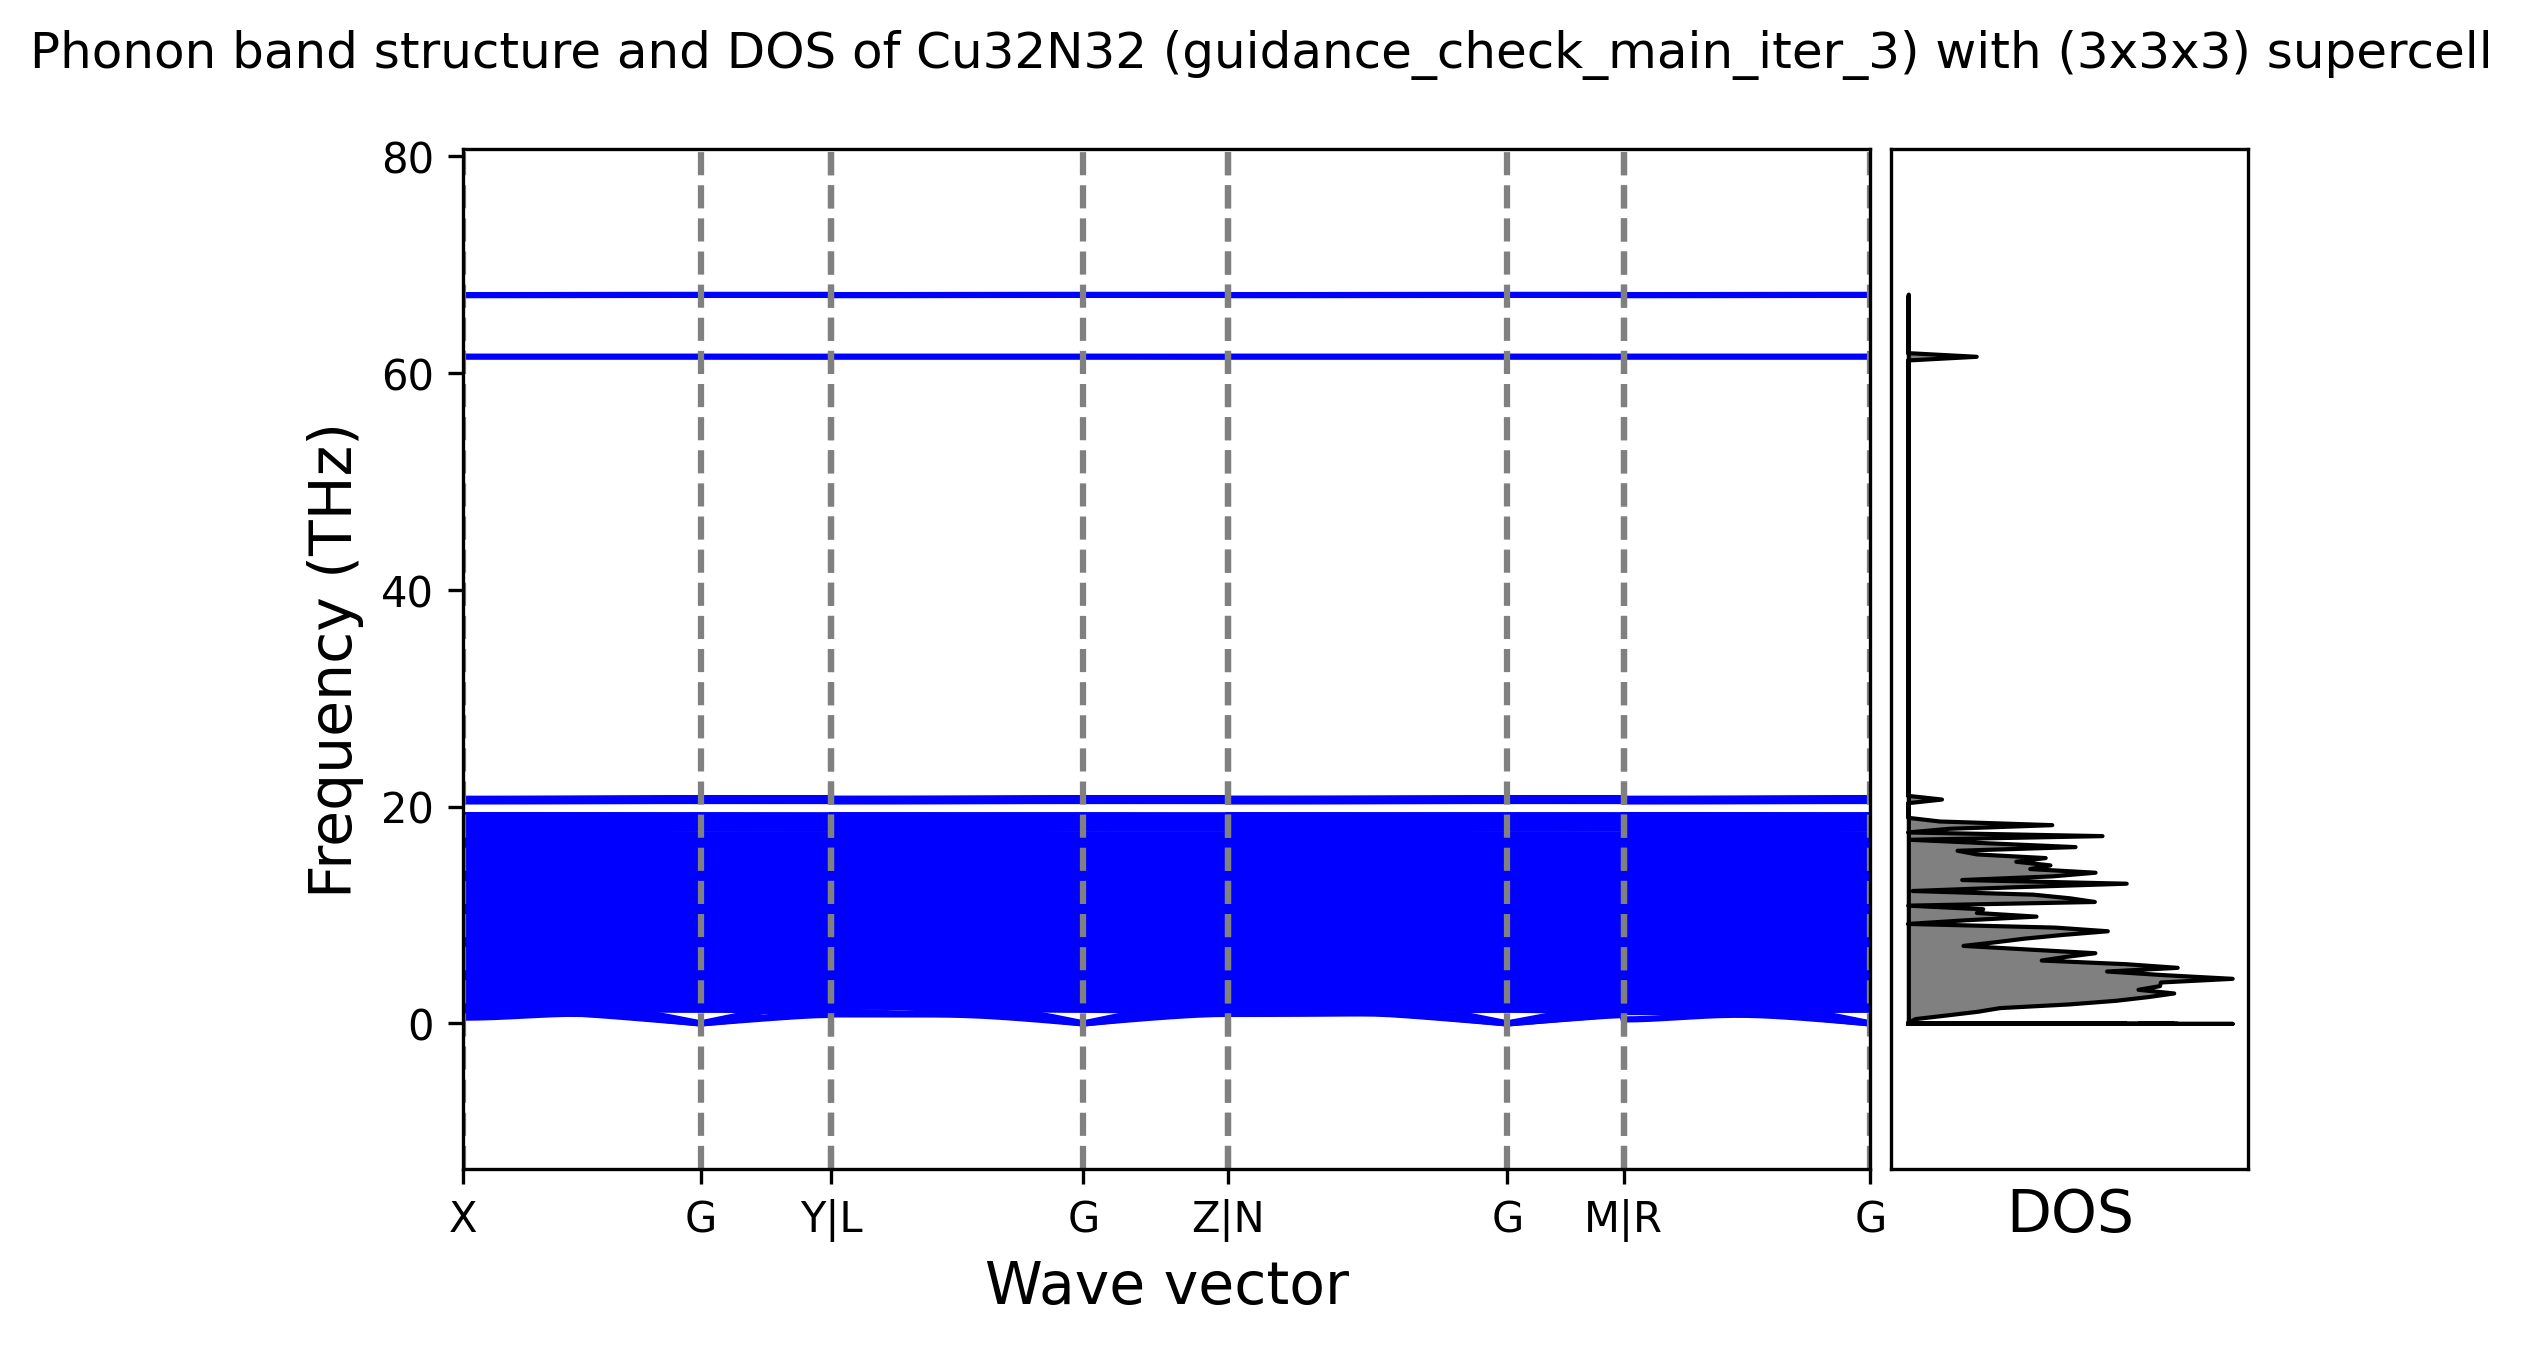 Phonon band structure and DOS of Cu32N32 (guidance_check_main_iter_3) with (3x3x3) supercell
80
60
40
20
0
Frequency (THz)
X G Y|L G Z|N G M|R G
Wave vector
DOS